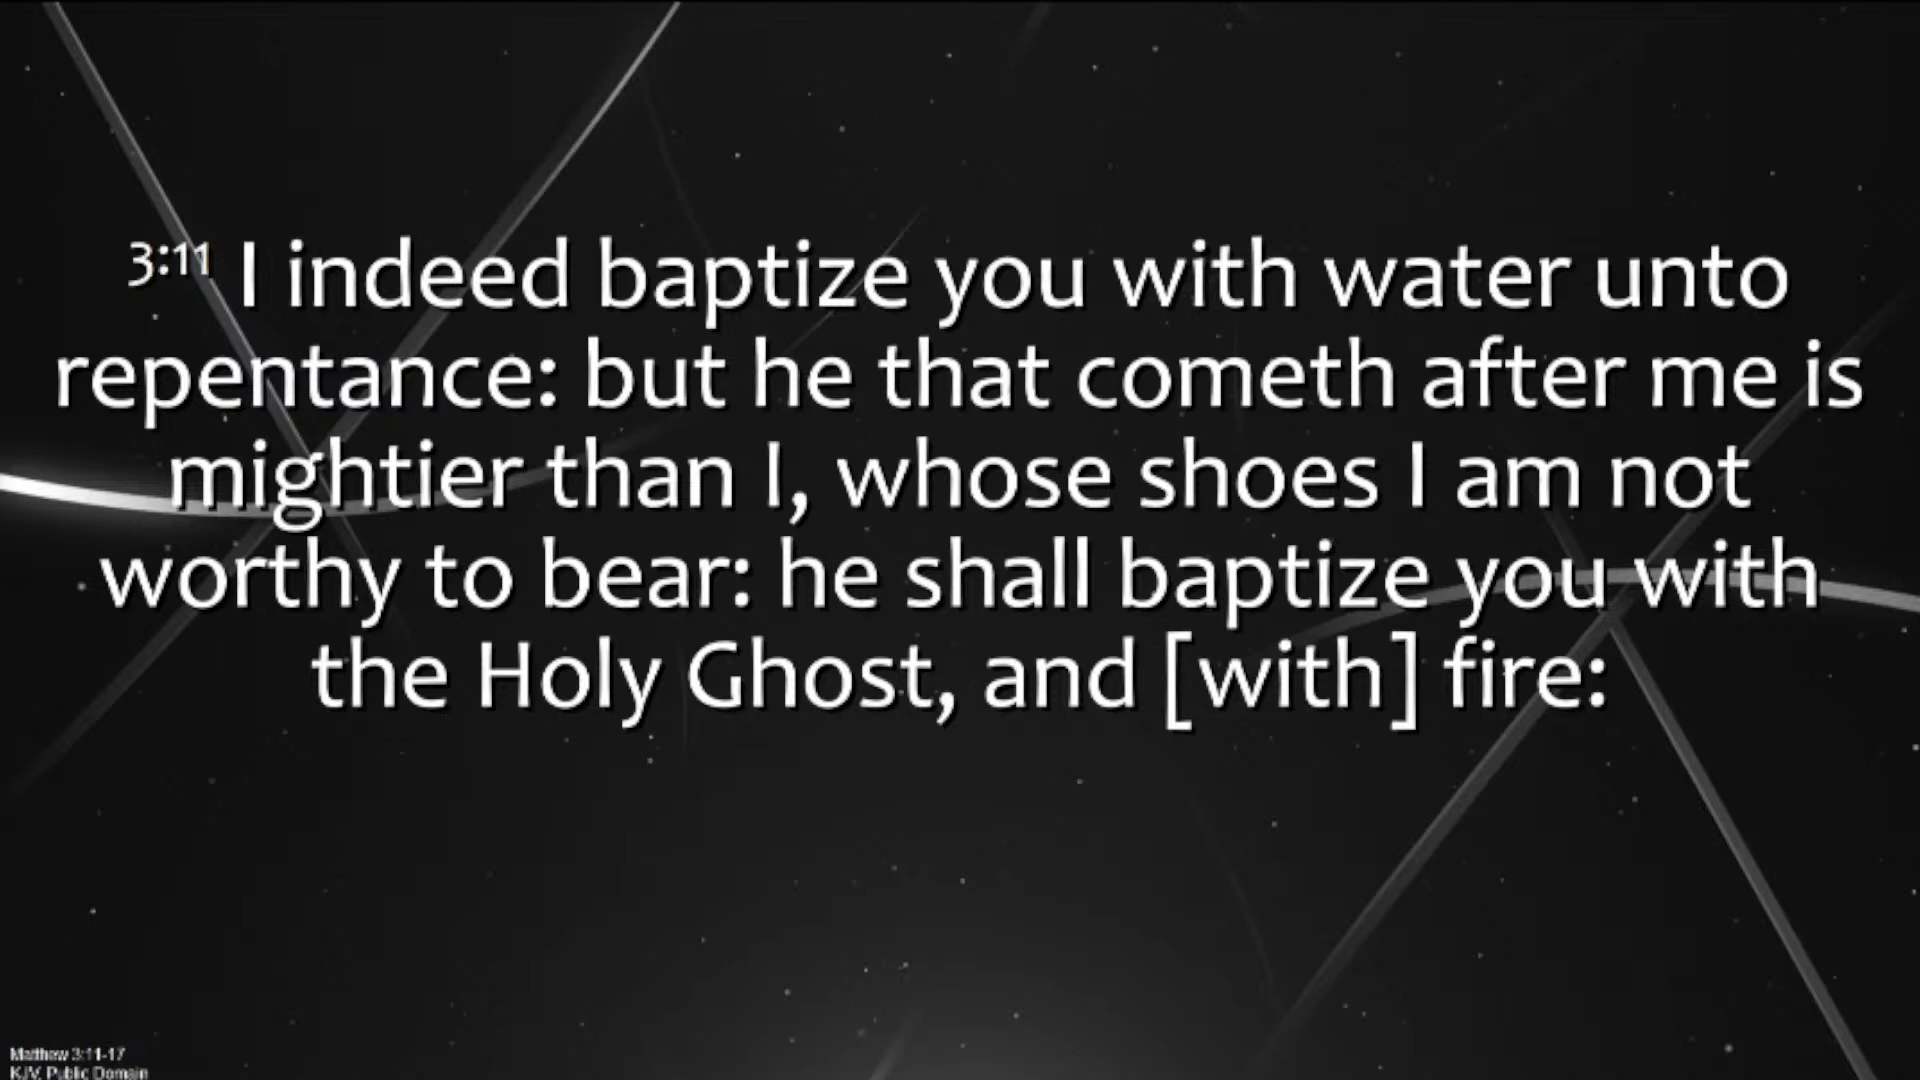 3:11 I indeed baptize you with water unto
repentance: but he that cometh after me is
mightier than I, whose shoes I am not
worthy to bear: he shall baptize you with
the Holy Ghost, and [with] fire:
Matthew 3:11-17
KJV, Public Domain